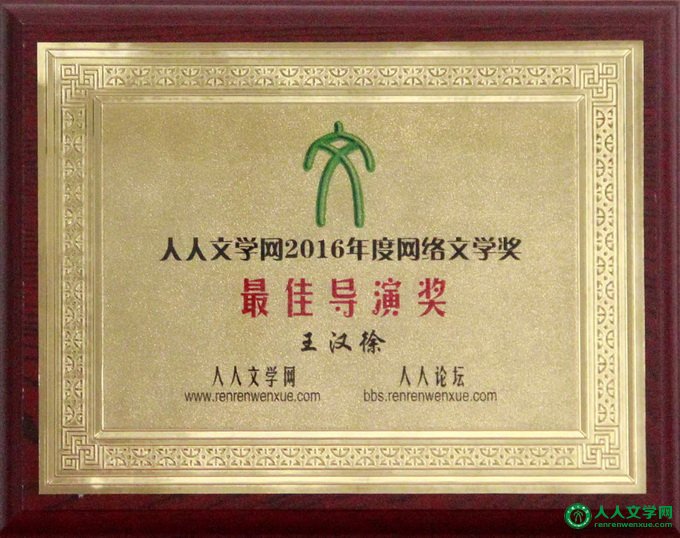 人人文学网2016年度网络文学奖
最佳导演奖
王汉徐
人人文学网 人人论坛
www.renrenwenxue.com bbs.renrenwenxue.com
人人文学网
renrenwenxue.com